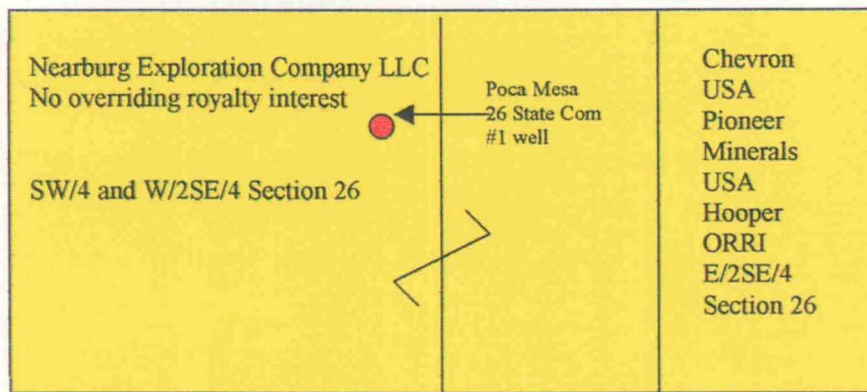 Nearburg Exploration Company LLC
No overriding royalty interest
SW/4 and W/2SE/4 Section 26
Poca Mesa
26 State Com
#1 well
Chevron
USA
Pioneer
Minerals
USA
Hooper
ORRI
E/2SE/4
Section 26